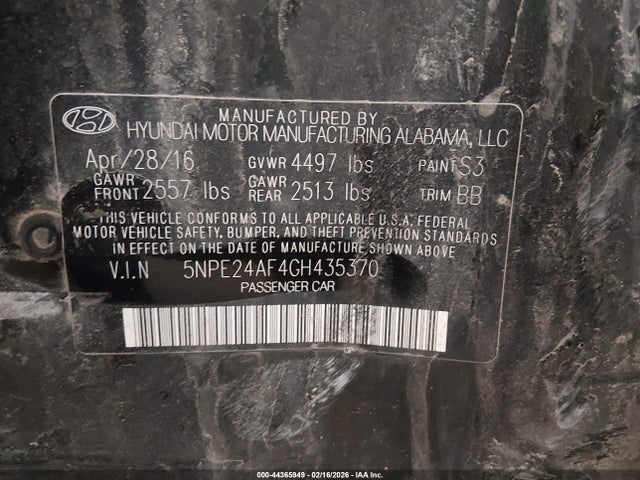 MANUFACTURED BY
HYUNDAI MOTOR MANUFACTURING ALABAMA, LLC
Apr/28/16 GVWR 4497 lbs PAINT S3
GAWR FRONT 2557 lbs GAWR REAR 2513 lbs TRIM BB
THIS VEHICLE CONFORMS TO ALL APPLICABLE U.S.A. FEDERAL
MOTOR VEHICLE SAFETY, BUMPER, AND THEFT PREVENTION STANDARDS
IN EFFECT ON THE DATE OF MANUFACTURE SHOWN ABOVE
V.I.N 5NPE24AF4GH435370
PASSENGER CAR
000-44365949 - 02/16/2026 - IAA Inc.